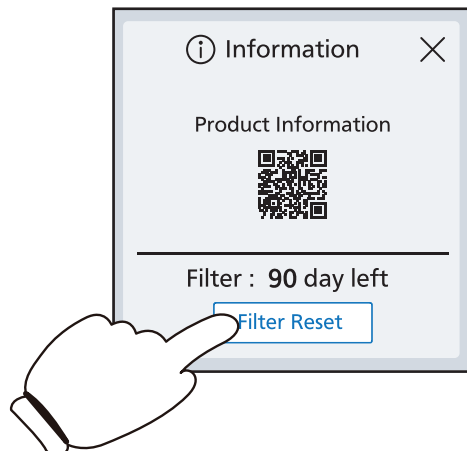 Information
Product Information
Filter : 90 day left
Filter Reset